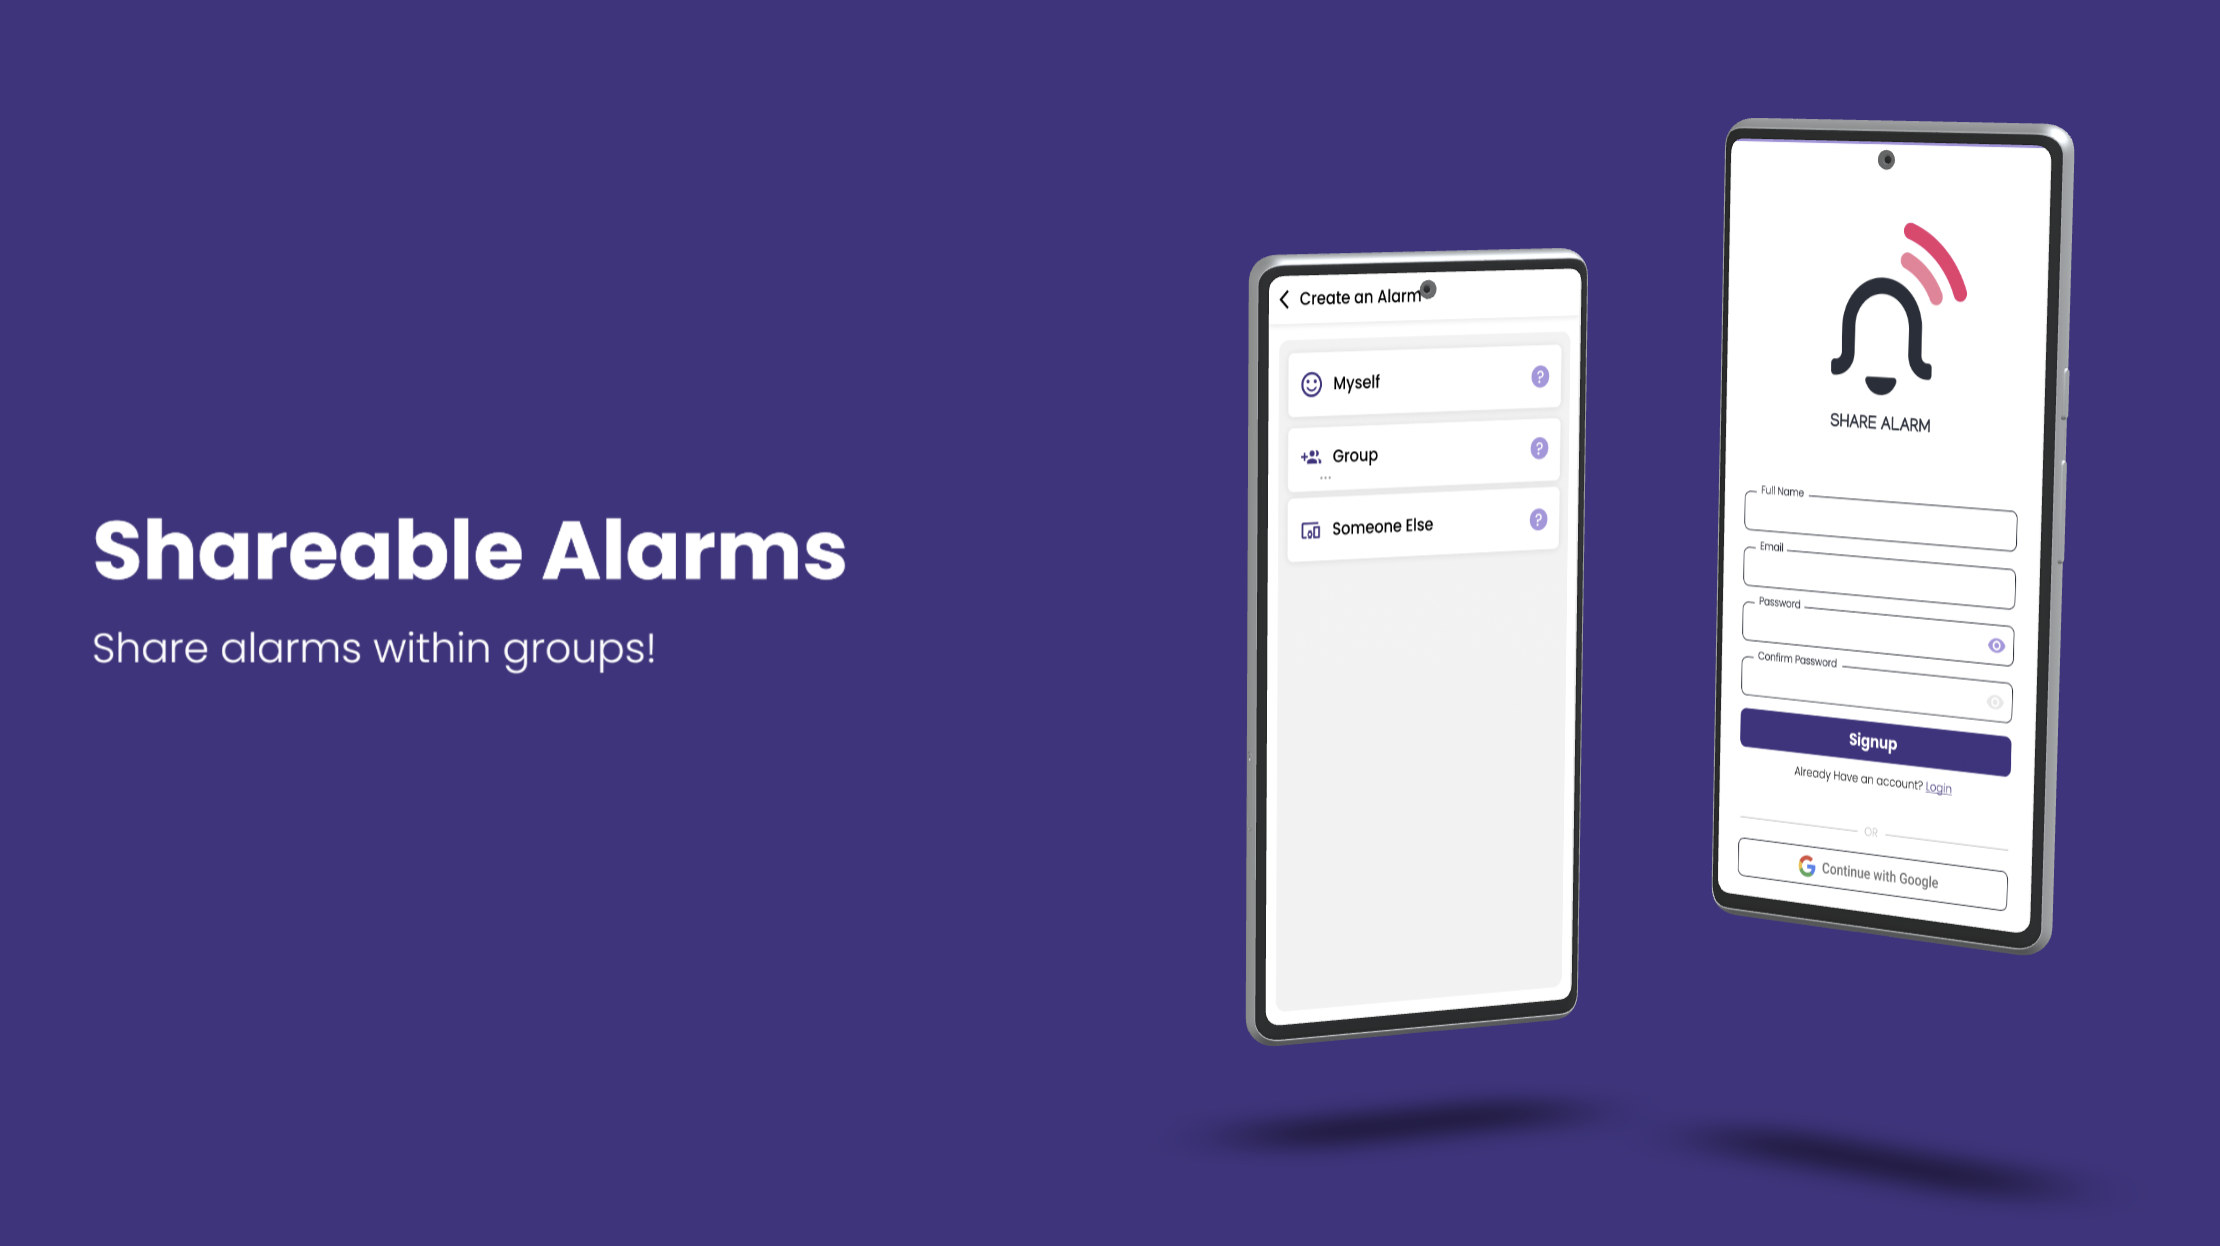 Shareable Alarms
Share alarms within groups!
Create an Alarm
Myself
?
Group
...
?
Someone Else
?
SHARE ALARM
Full Name
Email
Password
Confirm Password
Signup
Already Have an account? Login
OR
Continue with Google